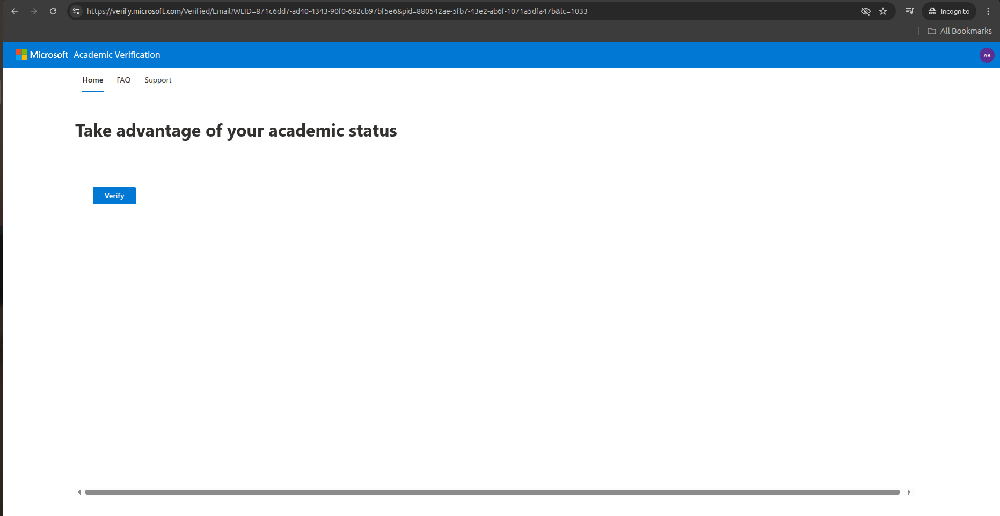 https://verify.microsoft.com/Verified/Email?WLID=871c6dd7-ad40-4343-90f0-682cb97bf5e6&pid=880542ae-5fb7-43e2-ab6f-1071a5dfa47b&lc=1033
Incognito
All Bookmarks
Microsoft Academic Verification
AB
Home FAQ Support
Take advantage of your academic status
Verify